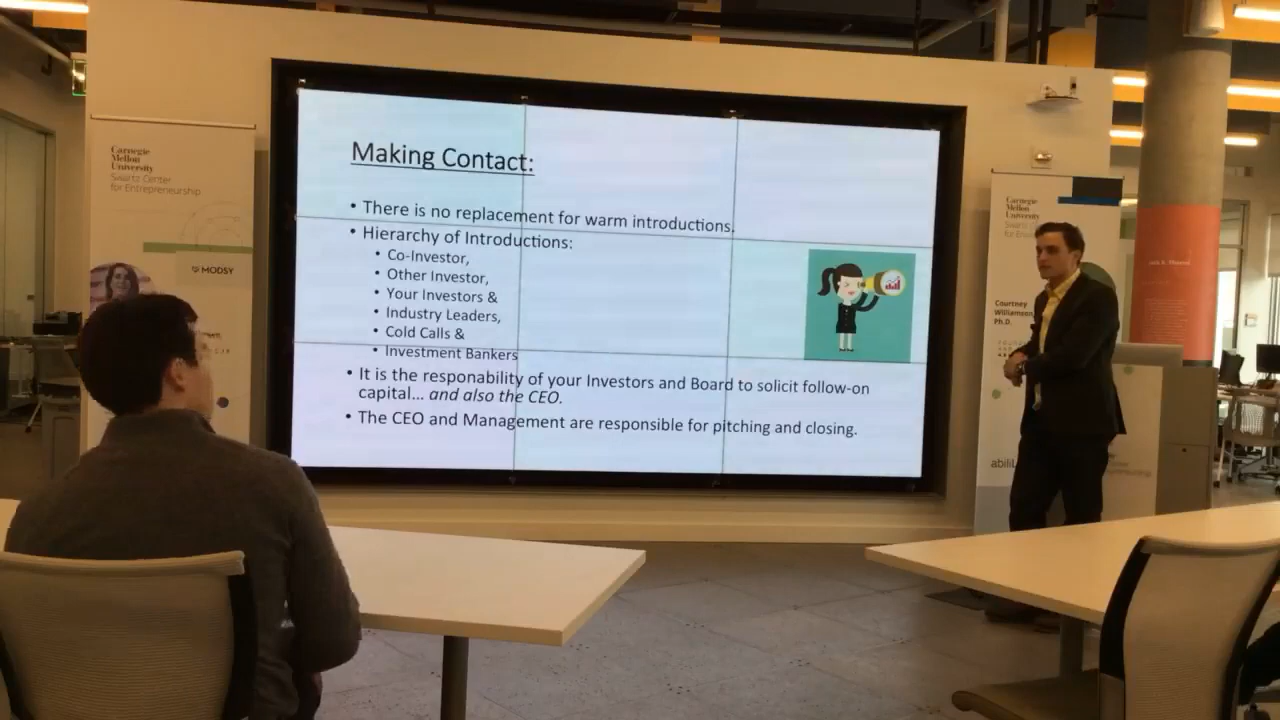 Carnegie
Mellon
University
Swartz Center
for Entrepreneurship
MODSY
Making Contact:
• There is no replacement for warm introductions.
• Hierarchy of Introductions:
• Co-Investor,
• Other Investor,
• Your Investors &
• Industry Leaders,
• Cold Calls &
• Investment Bankers
• It is the responability of your Investors and Board to solicit follow-on
capital... and also the CEO.
• The CEO and Management are responsible for pitching and closing.
Carnegie
Mellon
University
Courtney
Williamson,
Ph.D.